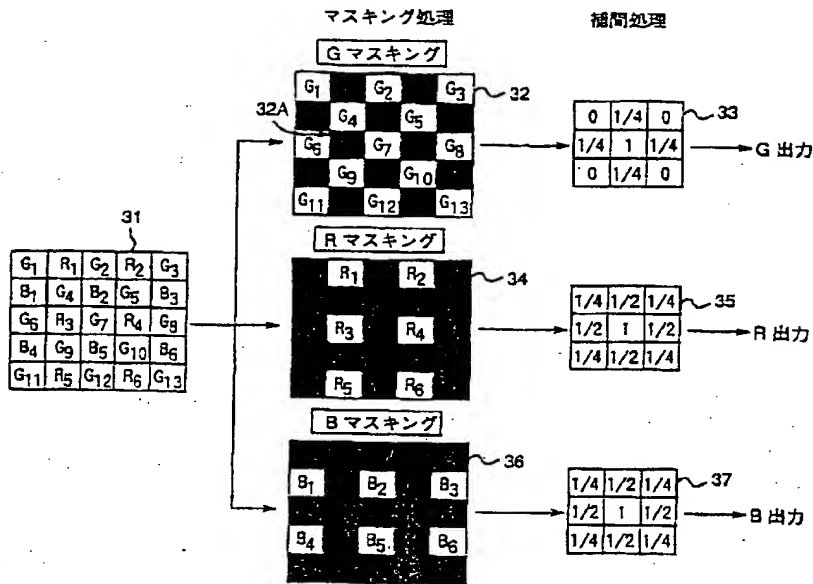 マスキング処理 補間処理
G マスキング
G1 G2 G3 32
G4 G5
32A
G6 G7 G8
G9 G10
G11 G12 G13
0 1/4 0 33
1/4 1 1/4
0 1/4 0
G 出力
31
G1 R1 G2 R2 G3
B1 G4 B2 G5 B3
G6 R3 G7 R4 G8
B4 G9 B5 G10 B6
G11 R5 G12 R6 G13
R マスキング
R1 R2 34
R3 R4
R5 R6
1/4 1/2 1/4 35
1/2 1 1/2
1/4 1/2 1/4
R 出力
B マスキング
36
B1 B2 B3
B4 B5 B6
1/4 1/2 1/4 37
1/2 1 1/2
1/4 1/2 1/4
B 出力